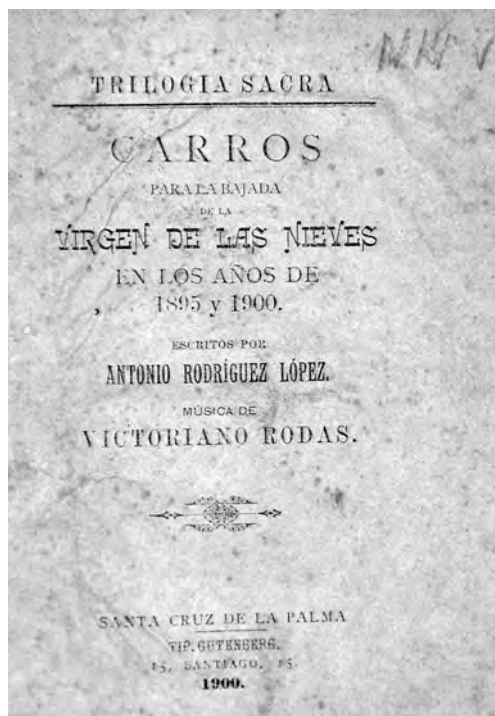 TRILOGIA SACRA
CARROS
PARA LA BAJADA
DE LA
VIRGEN DE LAS NIEVES
EN LOS AÑOS DE
1895 y 1900.
ESCRITOS POR
ANTONIO RODRÍGUEZ LÓPEZ.
MÚSICA DE
VICTORIANO RODAS.
SANTA CRUZ DE LA PALMA
TIP. GUTENBERG.
15, SANTIAGO, 15.
1900.